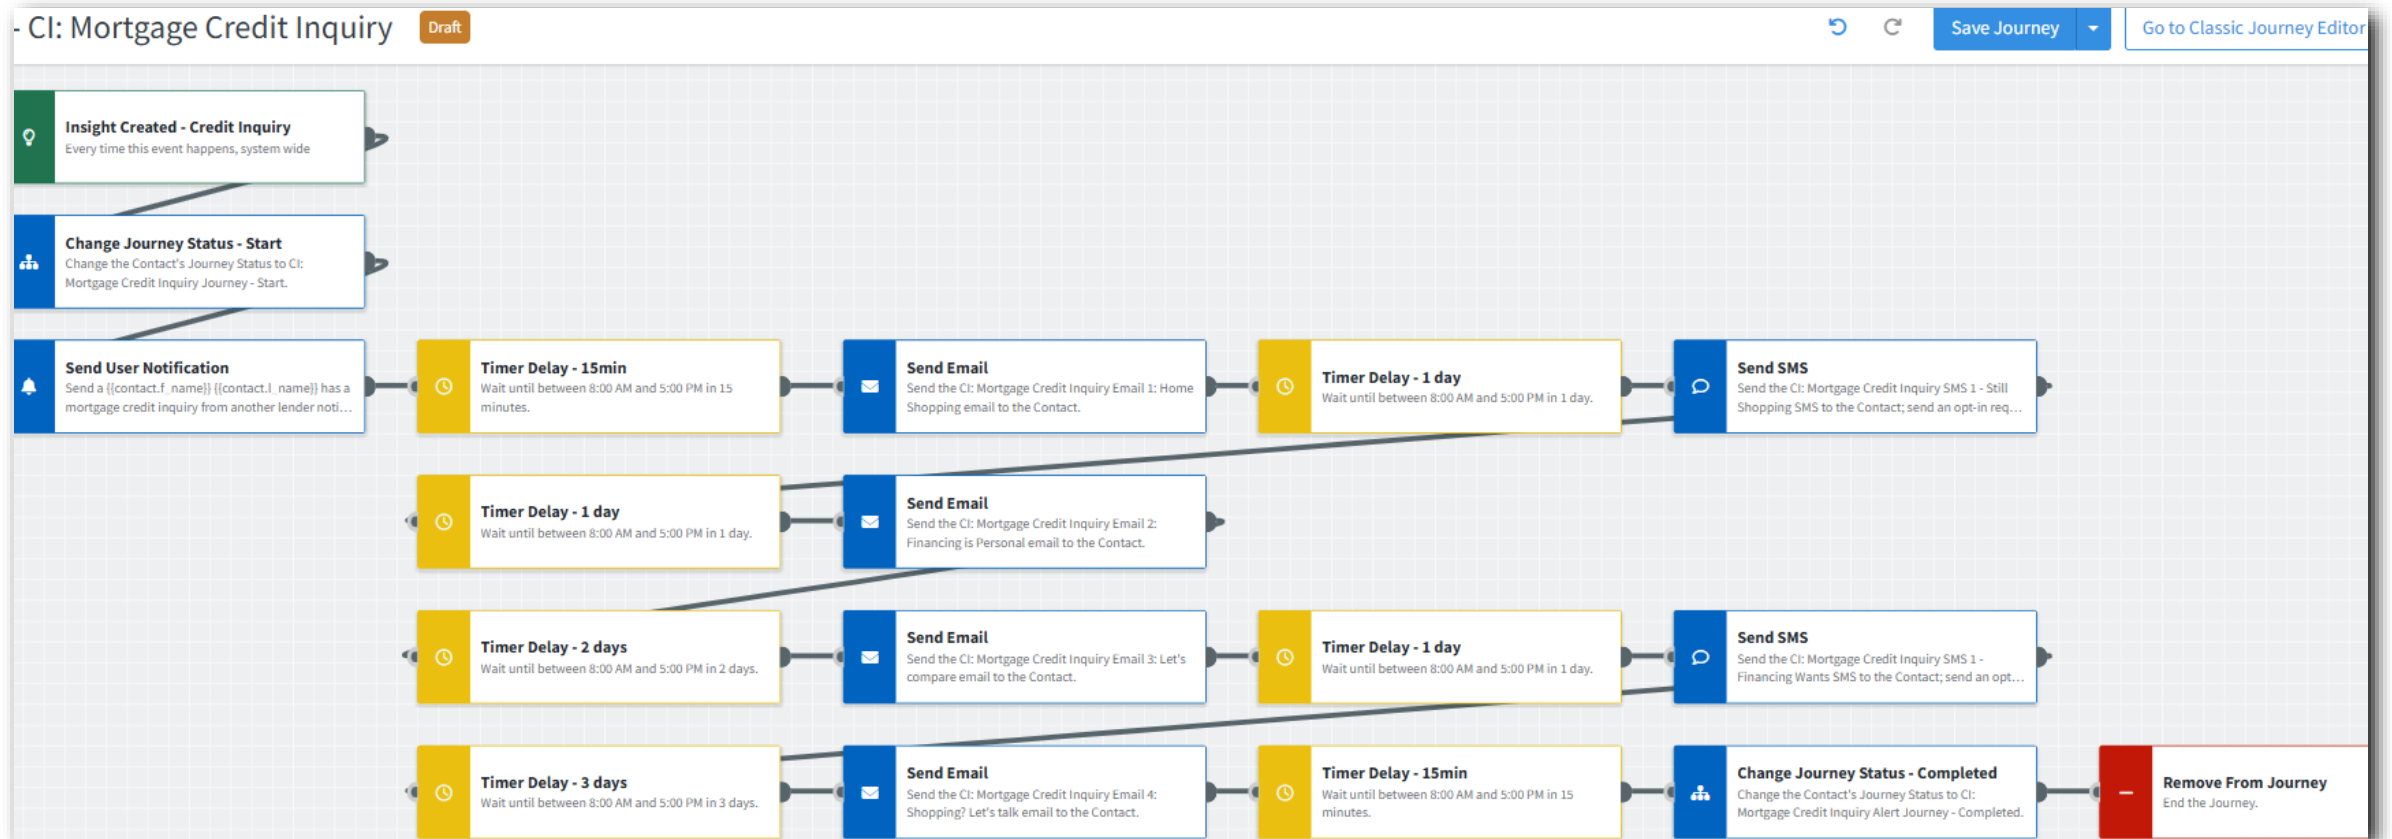 - CI: Mortgage Credit Inquiry
Draft
Save Journey
Go to Classic Journey Editor
Insight Created - Credit Inquiry
Every time this event happens, system wide
Change Journey Status - Start
Change the Contact's Journey Status to CI:
Mortgage Credit Inquiry Journey - Start.
Send User Notification
Send a {{contact.f_name}} {{contact.l_name}} has a
mortgage credit inquiry from another lender noti...
Timer Delay - 15min
Wait until between 8:00 AM and 5:00 PM in 15
minutes.
Send Email
Send the CI: Mortgage Credit Inquiry Email 1: Home
Shopping email to the Contact.
Timer Delay - 1 day
Wait until between 8:00 AM and 5:00 PM in 1 day.
Send SMS
Send the CI: Mortgage Credit Inquiry SMS 1 - Still
Shopping SMS to the Contact; send an opt-in req...
Timer Delay - 1 day
Wait until between 8:00 AM and 5:00 PM in 1 day.
Send Email
Send the CI: Mortgage Credit Inquiry Email 2:
Financing is Personal email to the Contact.
Timer Delay - 2 days
Wait until between 8:00 AM and 5:00 PM in 2 days.
Send Email
Send the CI: Mortgage Credit Inquiry Email 3: Let's
compare email to the Contact.
Timer Delay - 1 day
Wait until between 8:00 AM and 5:00 PM in 1 day.
Send SMS
Send the CI: Mortgage Credit Inquiry SMS 1 -
Financing Wants SMS to the Contact; send an opt...
Timer Delay - 3 days
Wait until between 8:00 AM and 5:00 PM in 3 days.
Send Email
Send the CI: Mortgage Credit Inquiry Email 4:
Shopping? Let's talk email to the Contact.
Timer Delay - 15min
Wait until between 8:00 AM and 5:00 PM in 15
minutes.
Change Journey Status - Completed
Change the Contact's Journey Status to CI:
Mortgage Credit Inquiry Alert Journey - Completed.
Remove From Journey
End the Journey.